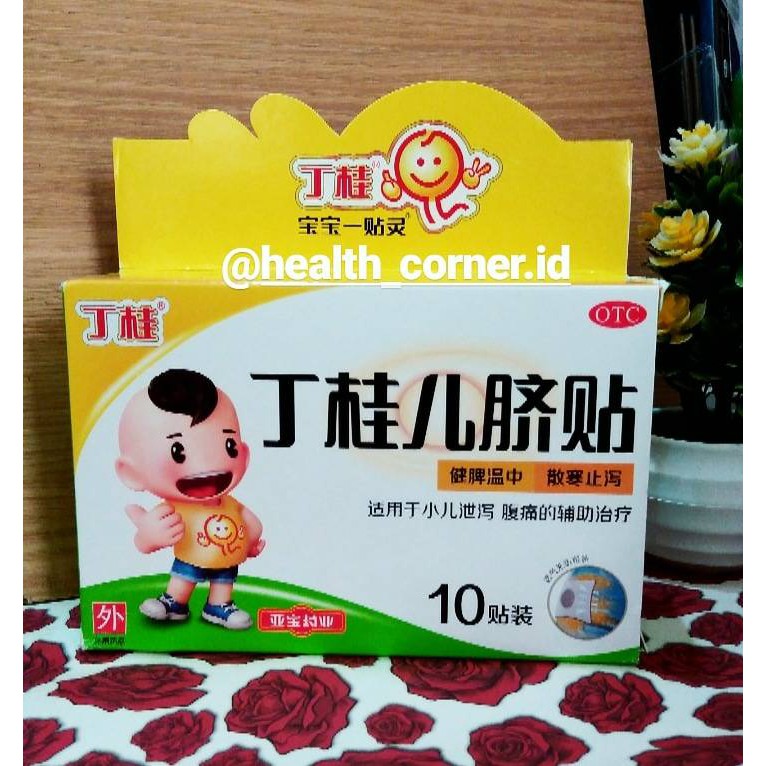 丁桂®
宝宝一贴灵®
@health_corner.id
丁桂®
OTC
丁桂儿脐贴
健脾温中 散寒止泻
适用于小儿泄泻 腹痛的辅助治疗
10贴装
亚宝药业
外